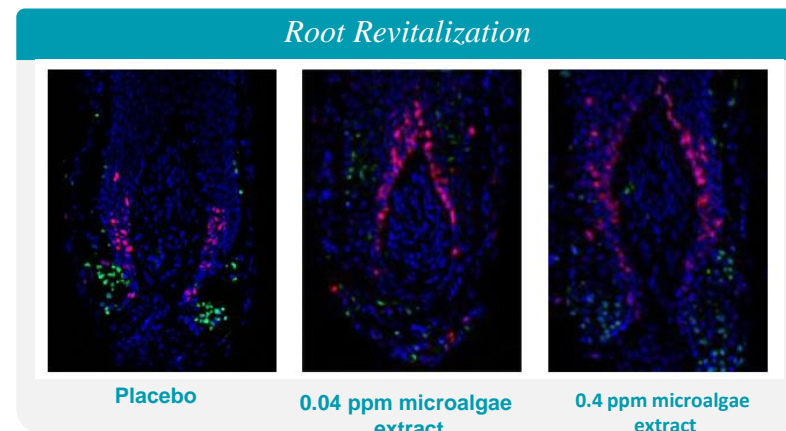 Root Revitalization
Placebo
0.04 ppm microalgae
extract
0.4 ppm microalgae
extract